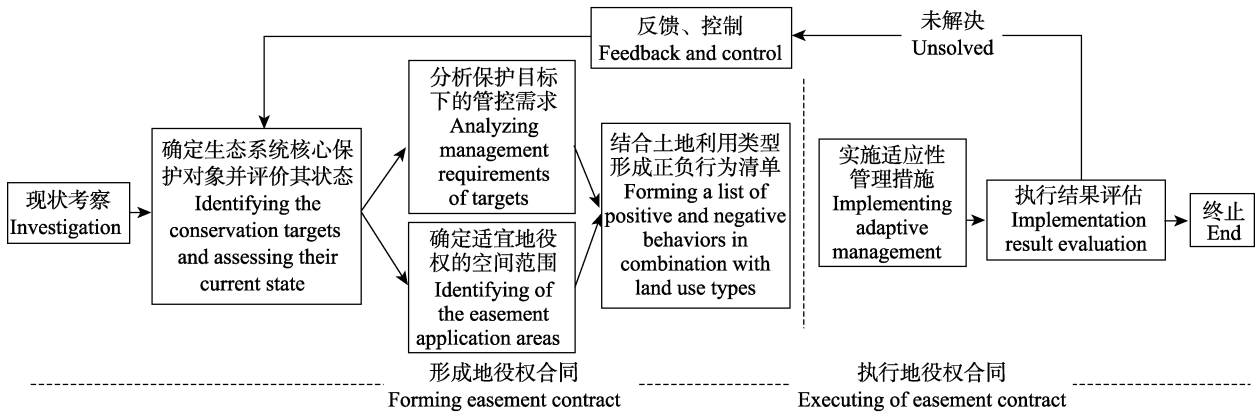 反馈、控制
Feedback and control
未解决
Unsolved
现状考察
Investigation
确定生态系统核心保
护对象并评价其状态
Identifying the
conservation targets
and assessing their
current state
分析保护目标
下的管控需求
Analyzing
management
requirements
of targets
确定适宜地役
权的空间范围
Identifying of
the easement
application areas
结合土地利用类型
形成正负行为清单
Forming a list of
positive and negative
behaviors in
combination with
land use types
实施适应性
管理措施
Implementing
adaptive
management
执行结果评估
Implementation
result evaluation
终止
End
形成地役权合同
Forming easement contract
执行地役权合同
Executing of easement contract